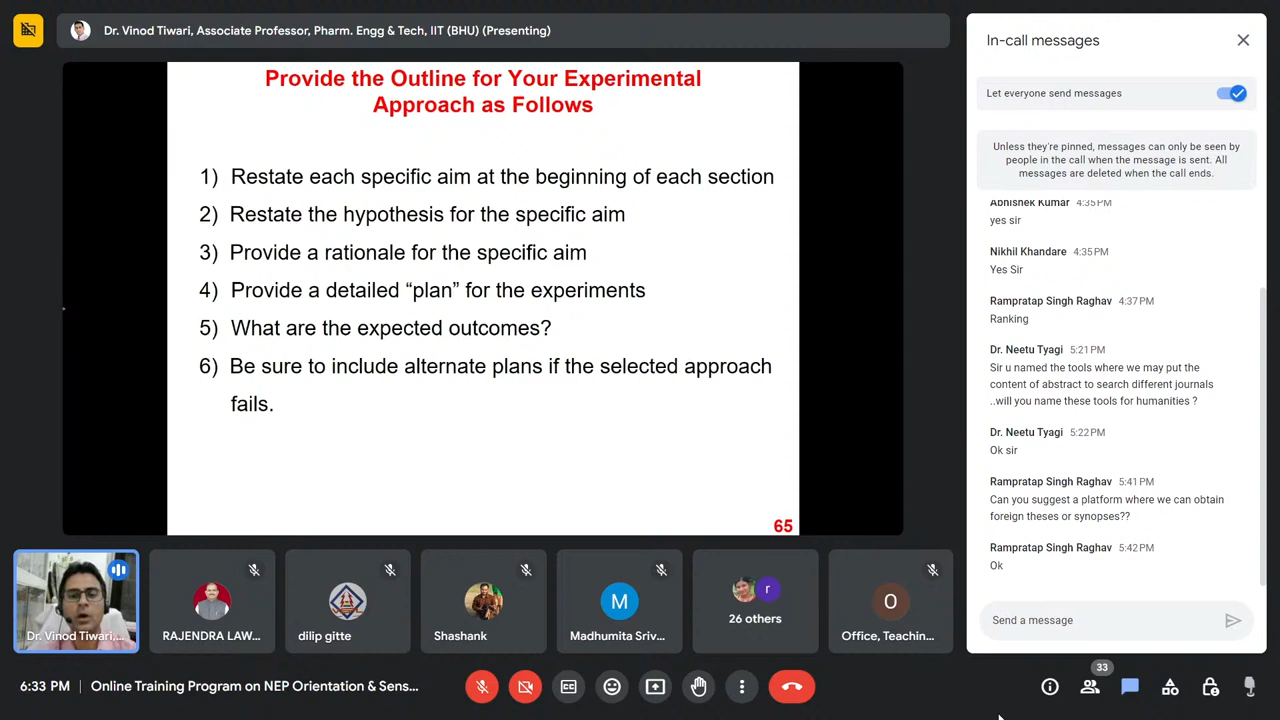 Dr. Vinod Tiwari, Associate Professor, Pharm. Engg & Tech, IIT (BHU) (Presenting)
Provide the Outline for Your Experimental
Approach as Follows
1) Restate each specific aim at the beginning of each section
2) Restate the hypothesis for the specific aim
3) Provide a rationale for the specific aim
4) Provide a detailed “plan” for the experiments
5) What are the expected outcomes?
6) Be sure to include alternate plans if the selected approach
fails.
65
In-call messages
Let everyone send messages
Unless they're pinned, messages can only be seen by
people in the call when the message is sent. All
messages are deleted when the call ends.
Abhishek Kumar 4:35 PM
yes sir
Nikhil Khandare 4:35 PM
Yes Sir
Rampratap Singh Raghav 4:37 PM
Ranking
Dr. Neetu Tyagi 5:21 PM
Sir u named the tools where we may put the
content of abstract to search different journals
..will you name these tools for humanities ?
Dr. Neetu Tyagi 5:22 PM
Ok sir
Rampratap Singh Raghav 5:41 PM
Can you suggest a platform where we can obtain
foreign theses or synopses??
Rampratap Singh Raghav 5:42 PM
Ok
Send a message
Dr. Vinod Tiwari,...
RAJENDRA LAW...
dilip gitte
Shashank
M
Madhumita Sriv...
r
26 others
O
Office, Teachin...
6:33 PM | Online Training Program on NEP Orientation & Sens...
33